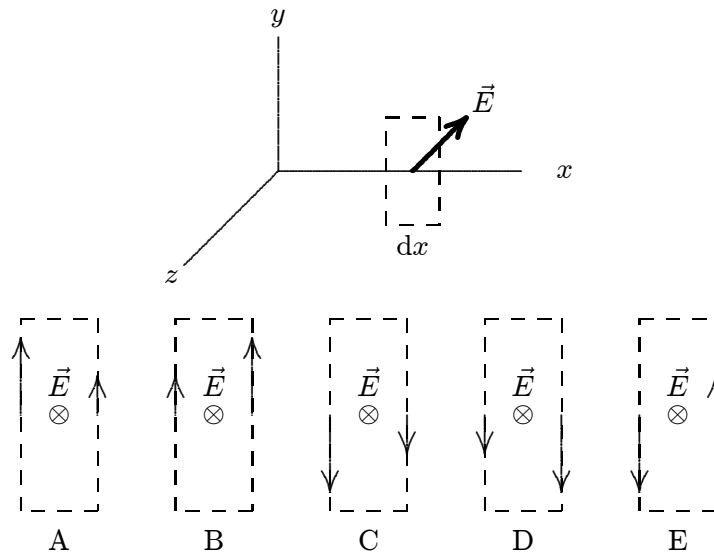 y
E⃗
x
dx
z
E⃗ E⃗ E⃗ E⃗ E⃗
⊗ ⊗ ⊗ ⊗ ⊗
A B C D E